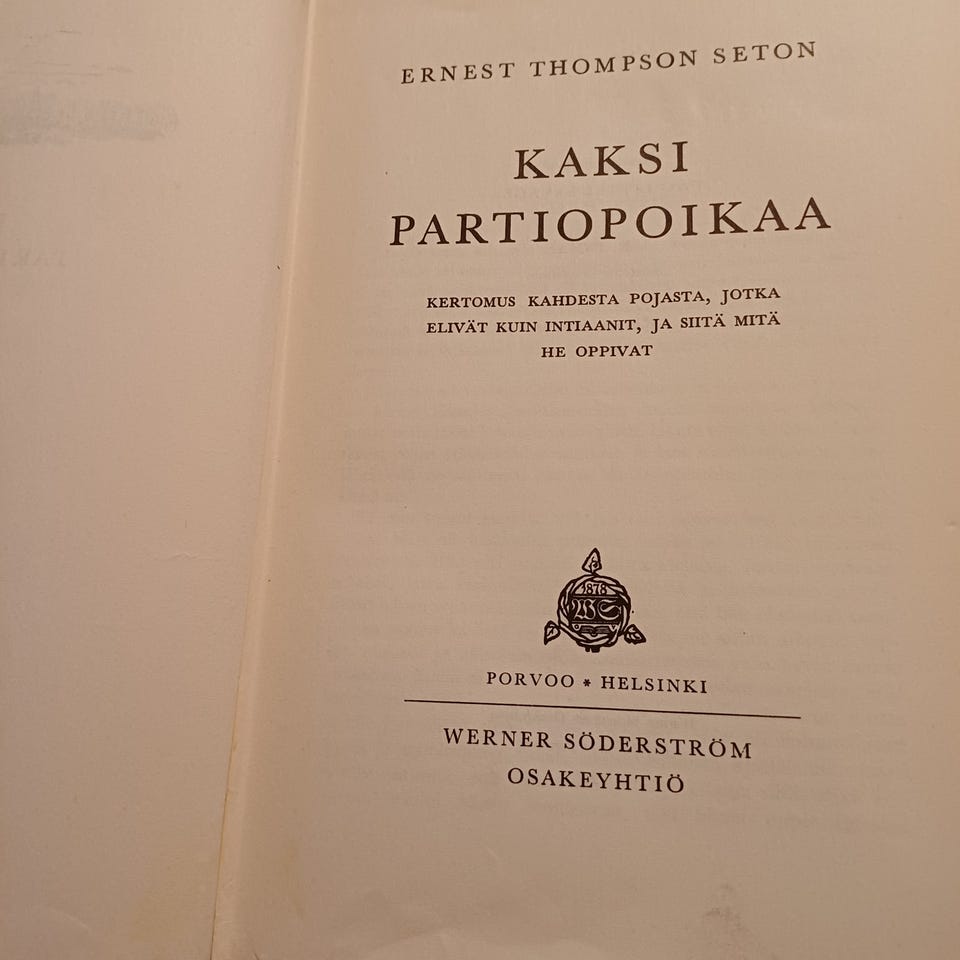 ERNEST THOMPSON SETON
KAKSI
PARTIOPOIKAA
KERTOMUS KAHDESTA POJASTA, JOTKA
ELIVÄT KUIN INTIAANIT, JA SIITÄ MITÄ
HE OPPIVAT
1878
WS
PORVOO * HELSINKI
WERNER SÖDERSTRÖM
OSAKEYHTIÖ